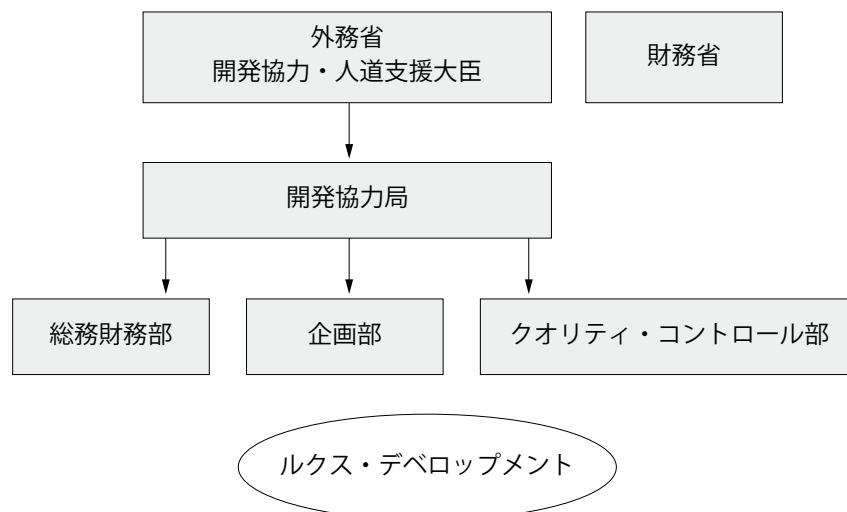 外務省
開発協力・人道支援大臣
財務省
開発協力局
総務財務部
企画部
クオリティ・コントロール部
ルクス・デベロップメント